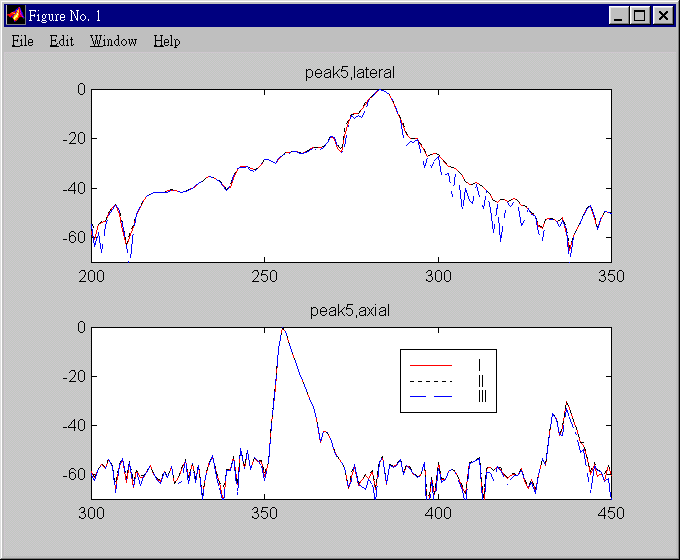 Figure No. 1
File Edit Window Help
peak5,lateral
0
-20
-40
-60
200 250 300 350
peak5,axial
0
-20
-40
-60
I
II
III
300 350 400 450